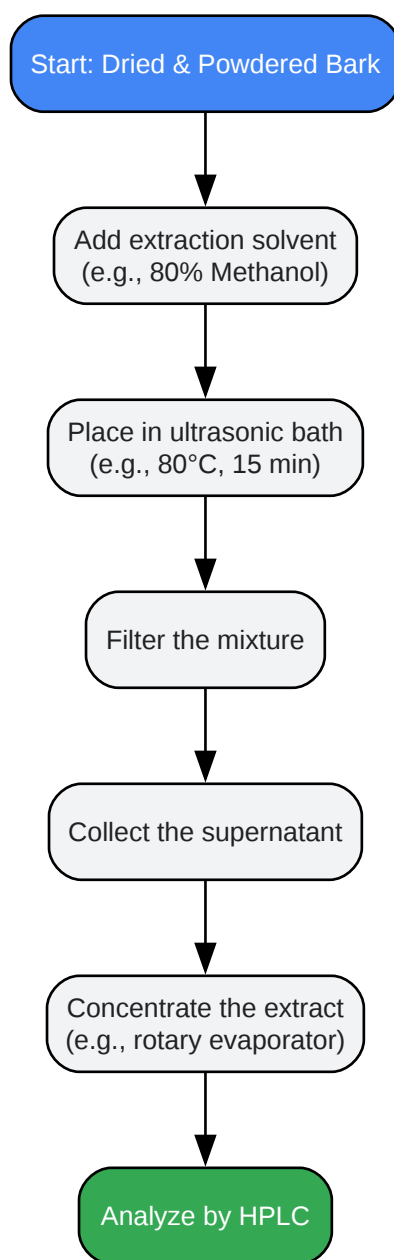 Start: Dried & Powdered Bark
Add extraction solvent
(e.g., 80% Methanol)
Place in ultrasonic bath
(e.g., 80°C, 15 min)
Filter the mixture
Collect the supernatant
Concentrate the extract
(e.g., rotary evaporator)
Analyze by HPLC